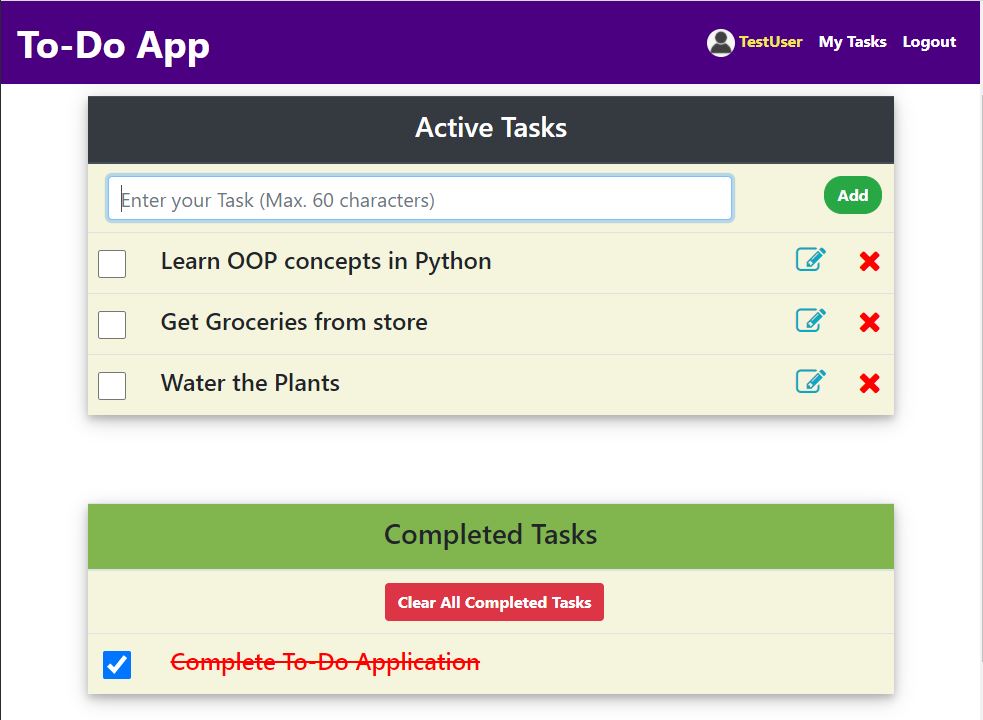 To-Do App
TestUser My Tasks Logout
Active Tasks
Enter your Task (Max. 60 characters)
Add
Learn OOP concepts in Python
Get Groceries from store
Water the Plants
Completed Tasks
Clear All Completed Tasks
Complete To-Do Application